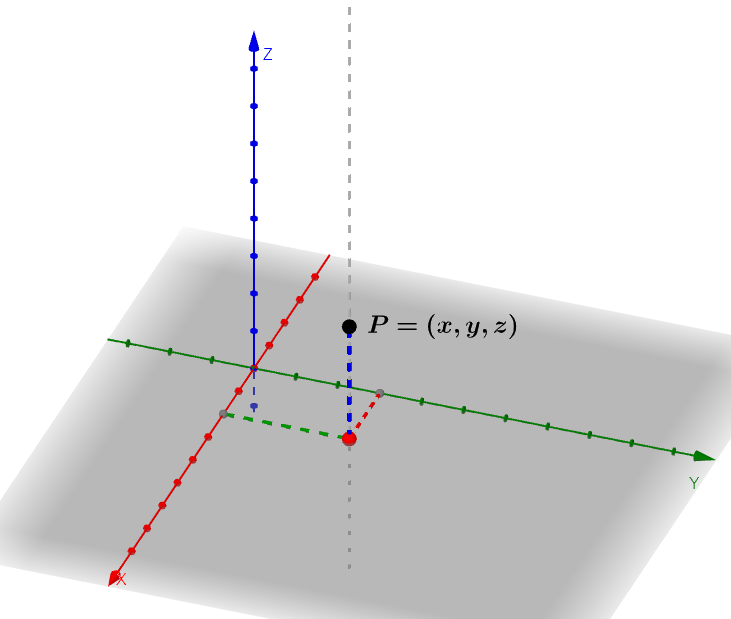 Z
P = (x, y, z)
Y
X